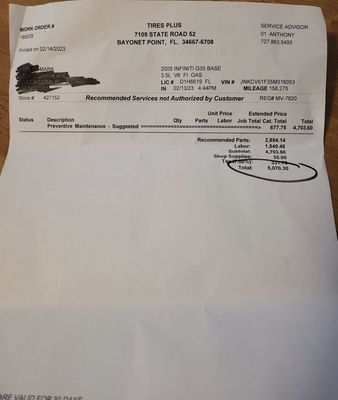 WORK ORDER #
TIRES PLUS
SERVICE ADVISOR
7109 STATE ROAD 52
01 ANTHONY
BAYONET POINT, FL. 34667-6708
727.863.5493
Printed on 02/14/2023
MARK
2005 INFINITI G35 BASE
3.5L V6 FI GAS
LIC # D1H6619 FL VIN # JNKCV51F35M316053
IN 02/13/23 4:44PM MILEAGE 158,275
Store # 427152 Recommended Services not Authorized by Customer REG# MV-7620
Unit Price Extended Price
Status Description Qty Parts Labor Job Total Cat. Total Total
Preventive Maintenance - Suggested ==> 677.75 4,703.60
Recommended Parts: 2,854.14
Labor: 1,849.46
Subtotal: 4,703.60
Shop Supplies: 35.00
Total: 5,070.30
ARE VALID FOR 30 DAYS